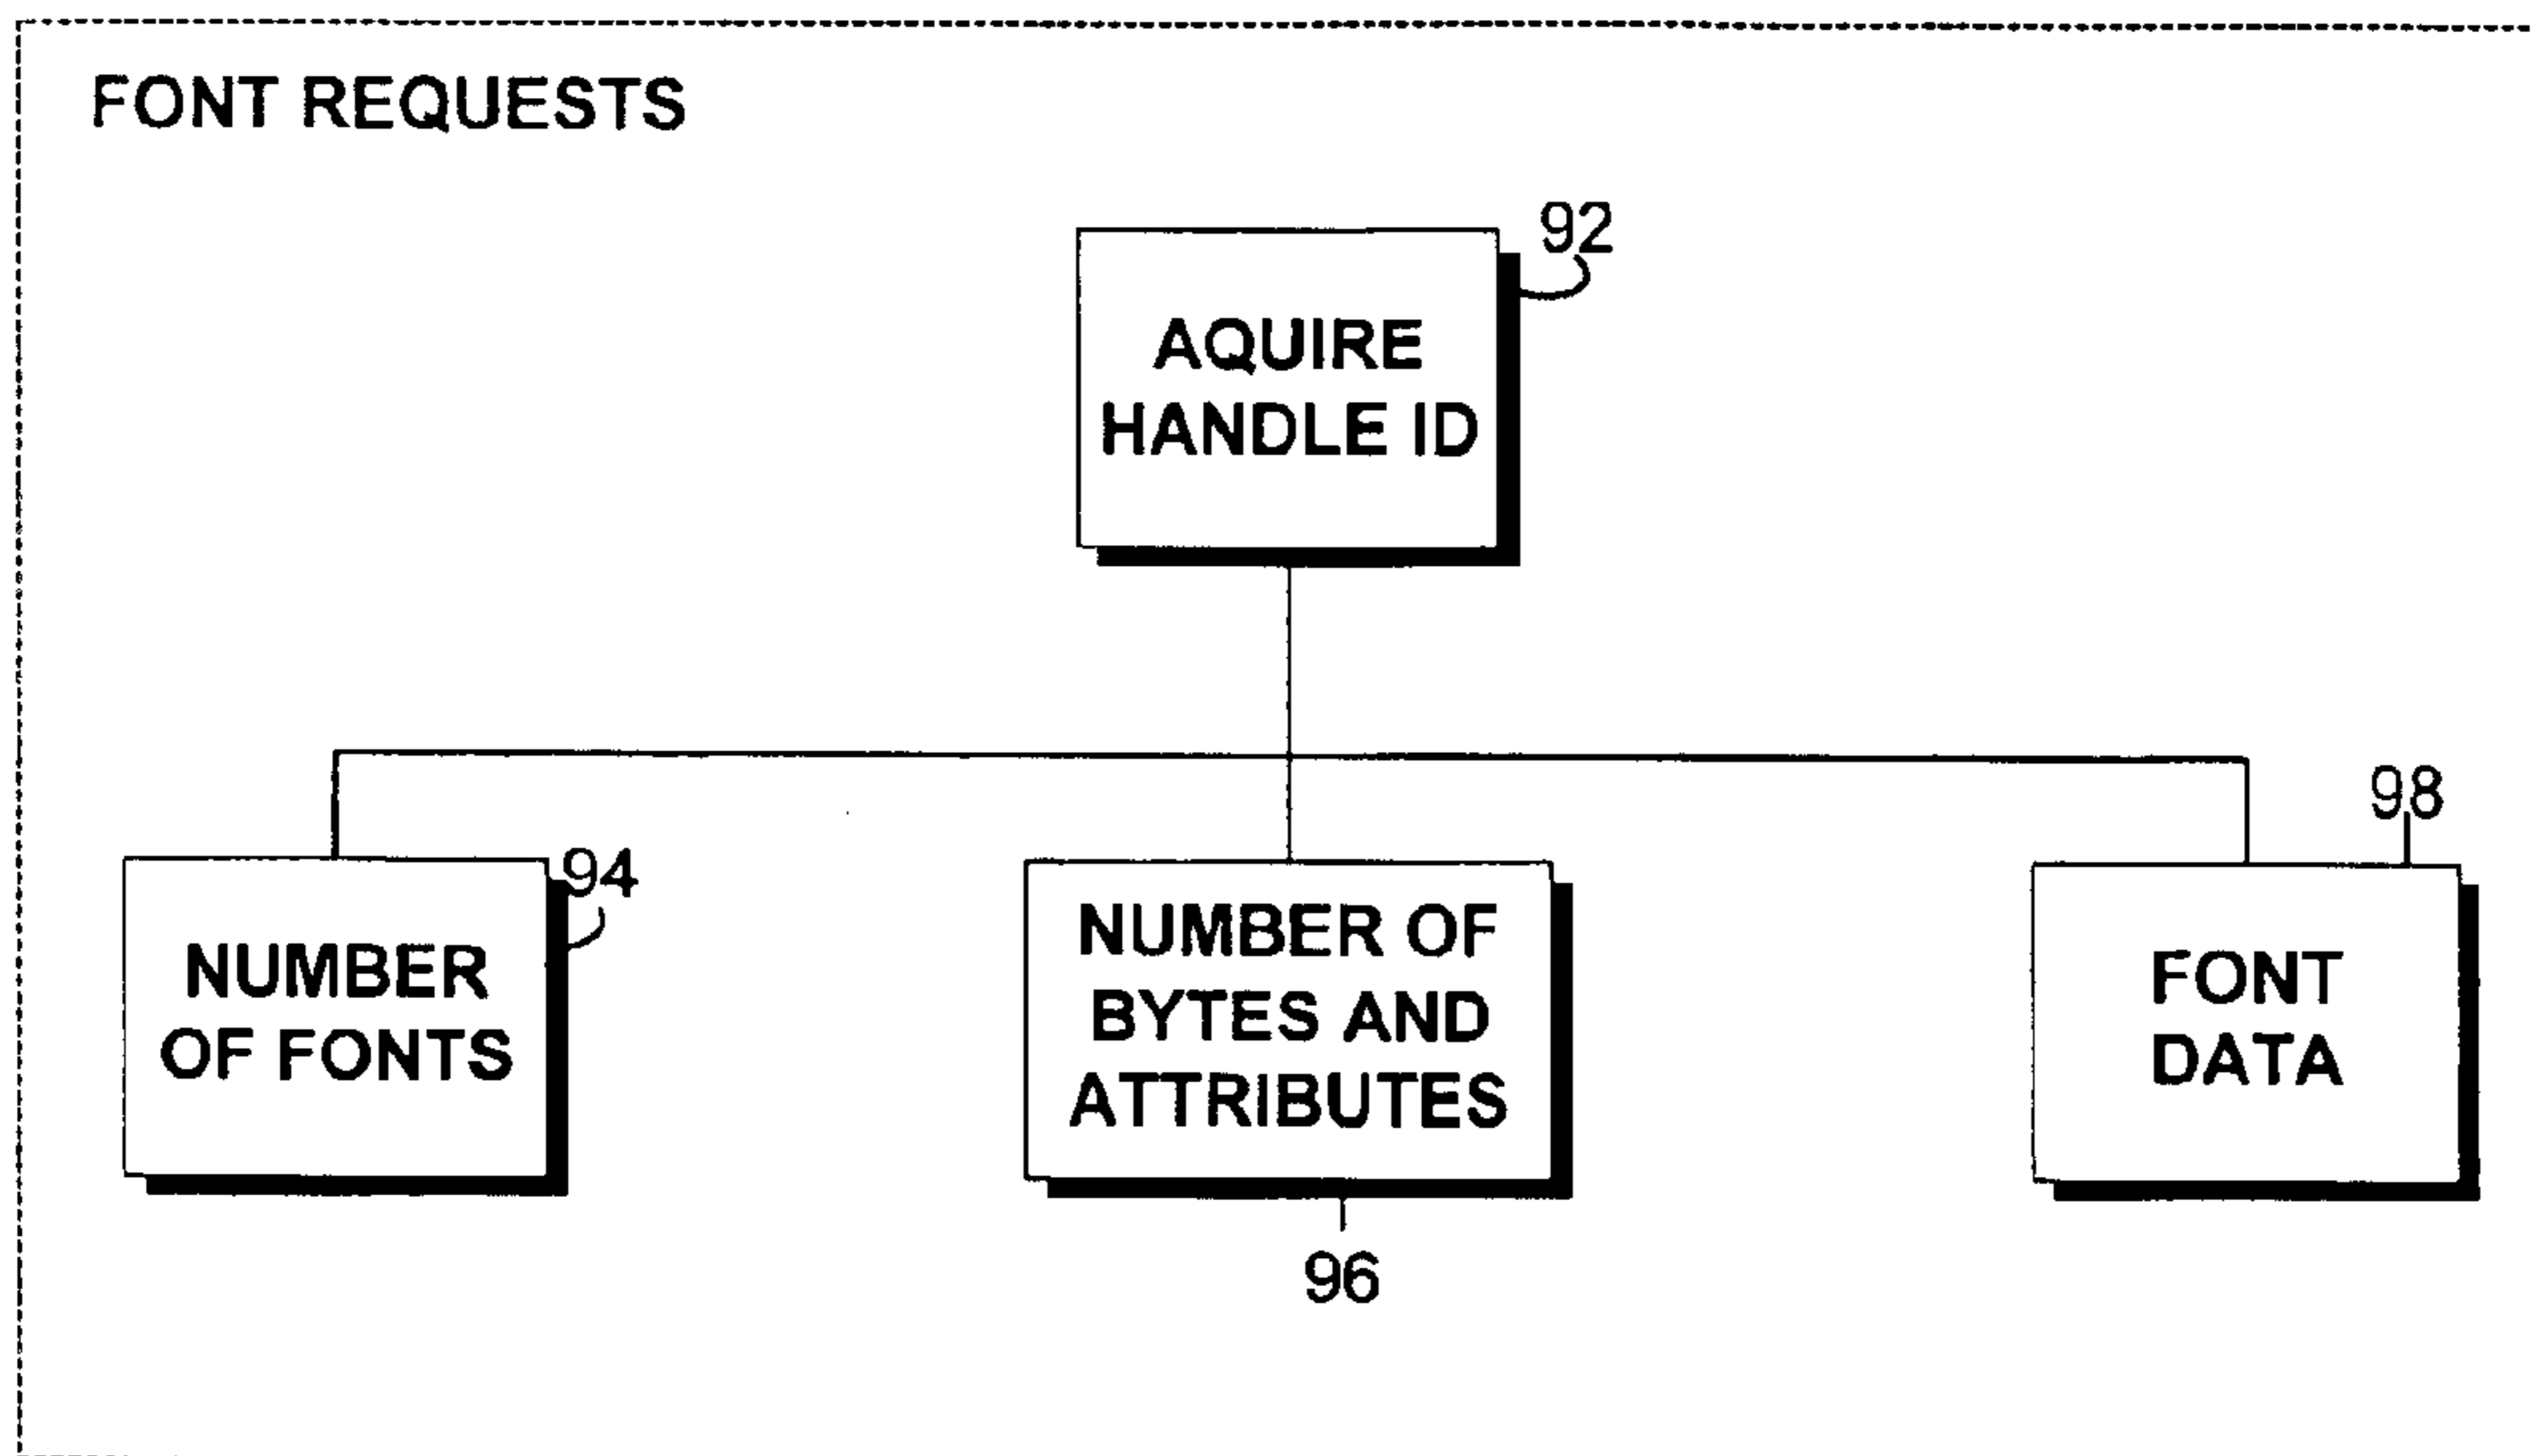 FONT REQUESTS
92
AQUIRE
HANDLE ID
98
94
NUMBER
OF FONTS
NUMBER OF
BYTES AND
ATTRIBUTES
FONT
DATA
96